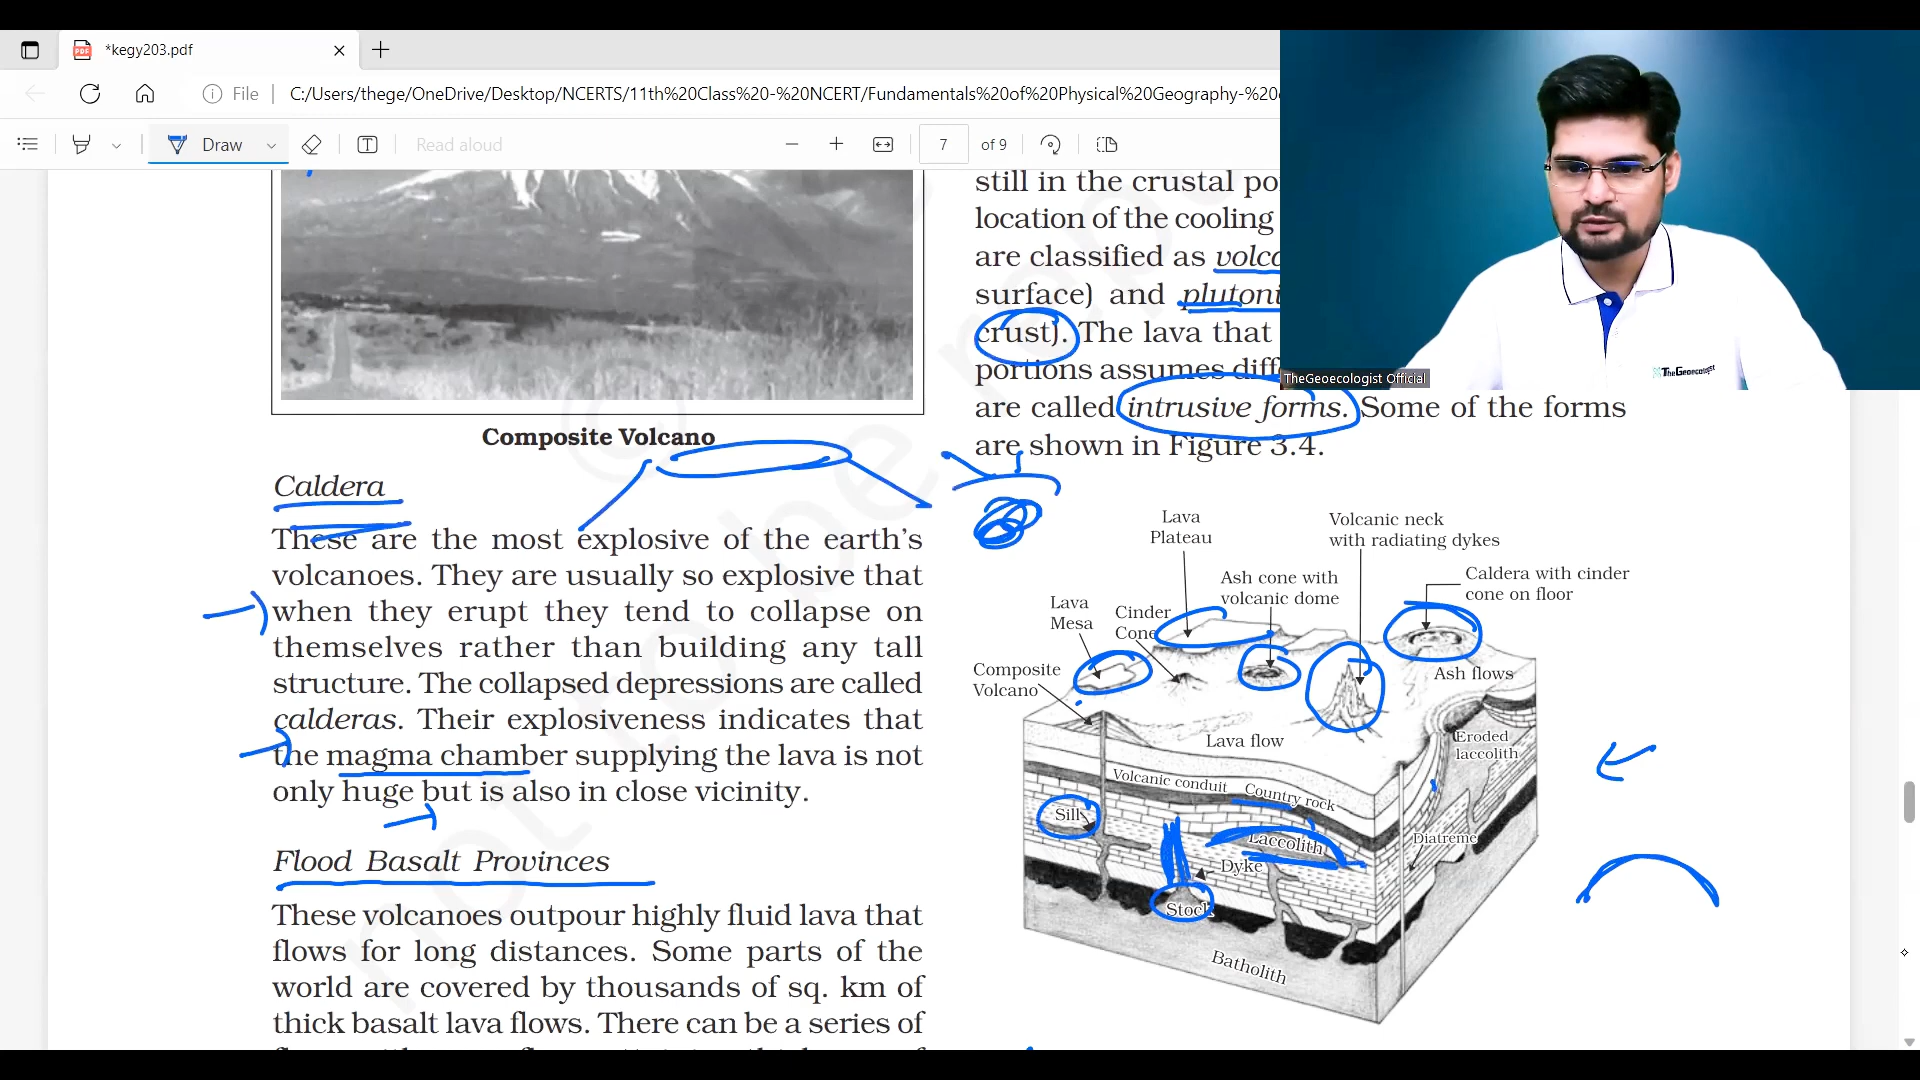 *kegy203.pdf
File
C:/Users/thege/OneDrive/Desktop/NCERTS/11th%20Class%20-%20NCERT/Fundamentals%20of%20Physical%20Geography-%20
Draw
Read aloud
7 of 9
TheGeoecologist
TheGeoecologist Official
Composite Volcano
Caldera
These are the most explosive of the earth's
volcanoes. They are usually so explosive that
when they erupt they tend to collapse on
themselves rather than building any tall
structure. The collapsed depressions are called
calderas. Their explosiveness indicates that
the magma chamber supplying the lava is not
only huge but is also in close vicinity.
Flood Basalt Provinces
These volcanoes outpour highly fluid lava that
flows for long distances. Some parts of the
world are covered by thousands of sq. km of
thick basalt lava flows. There can be a series of
still in the crustal
location of the cooling
are classified as
surface) and
crust). The lava that
portions assumes
are called intrusive forms. Some of the forms
are shown in Figure 3.4.
Lava
Plateau
Volcanic neck
with radiating dykes
Ash cone with
volcanic dome
Caldera with cinder
cone on floor
Lava
Mesa
Cinder
Cone
Composite
Volcano
Ash flows
Lava flow
Eroded
laccolith
Volcanic conduit
Country rock
Sill
Laccolith
Diatreme
Dyke
Stock
Batholith